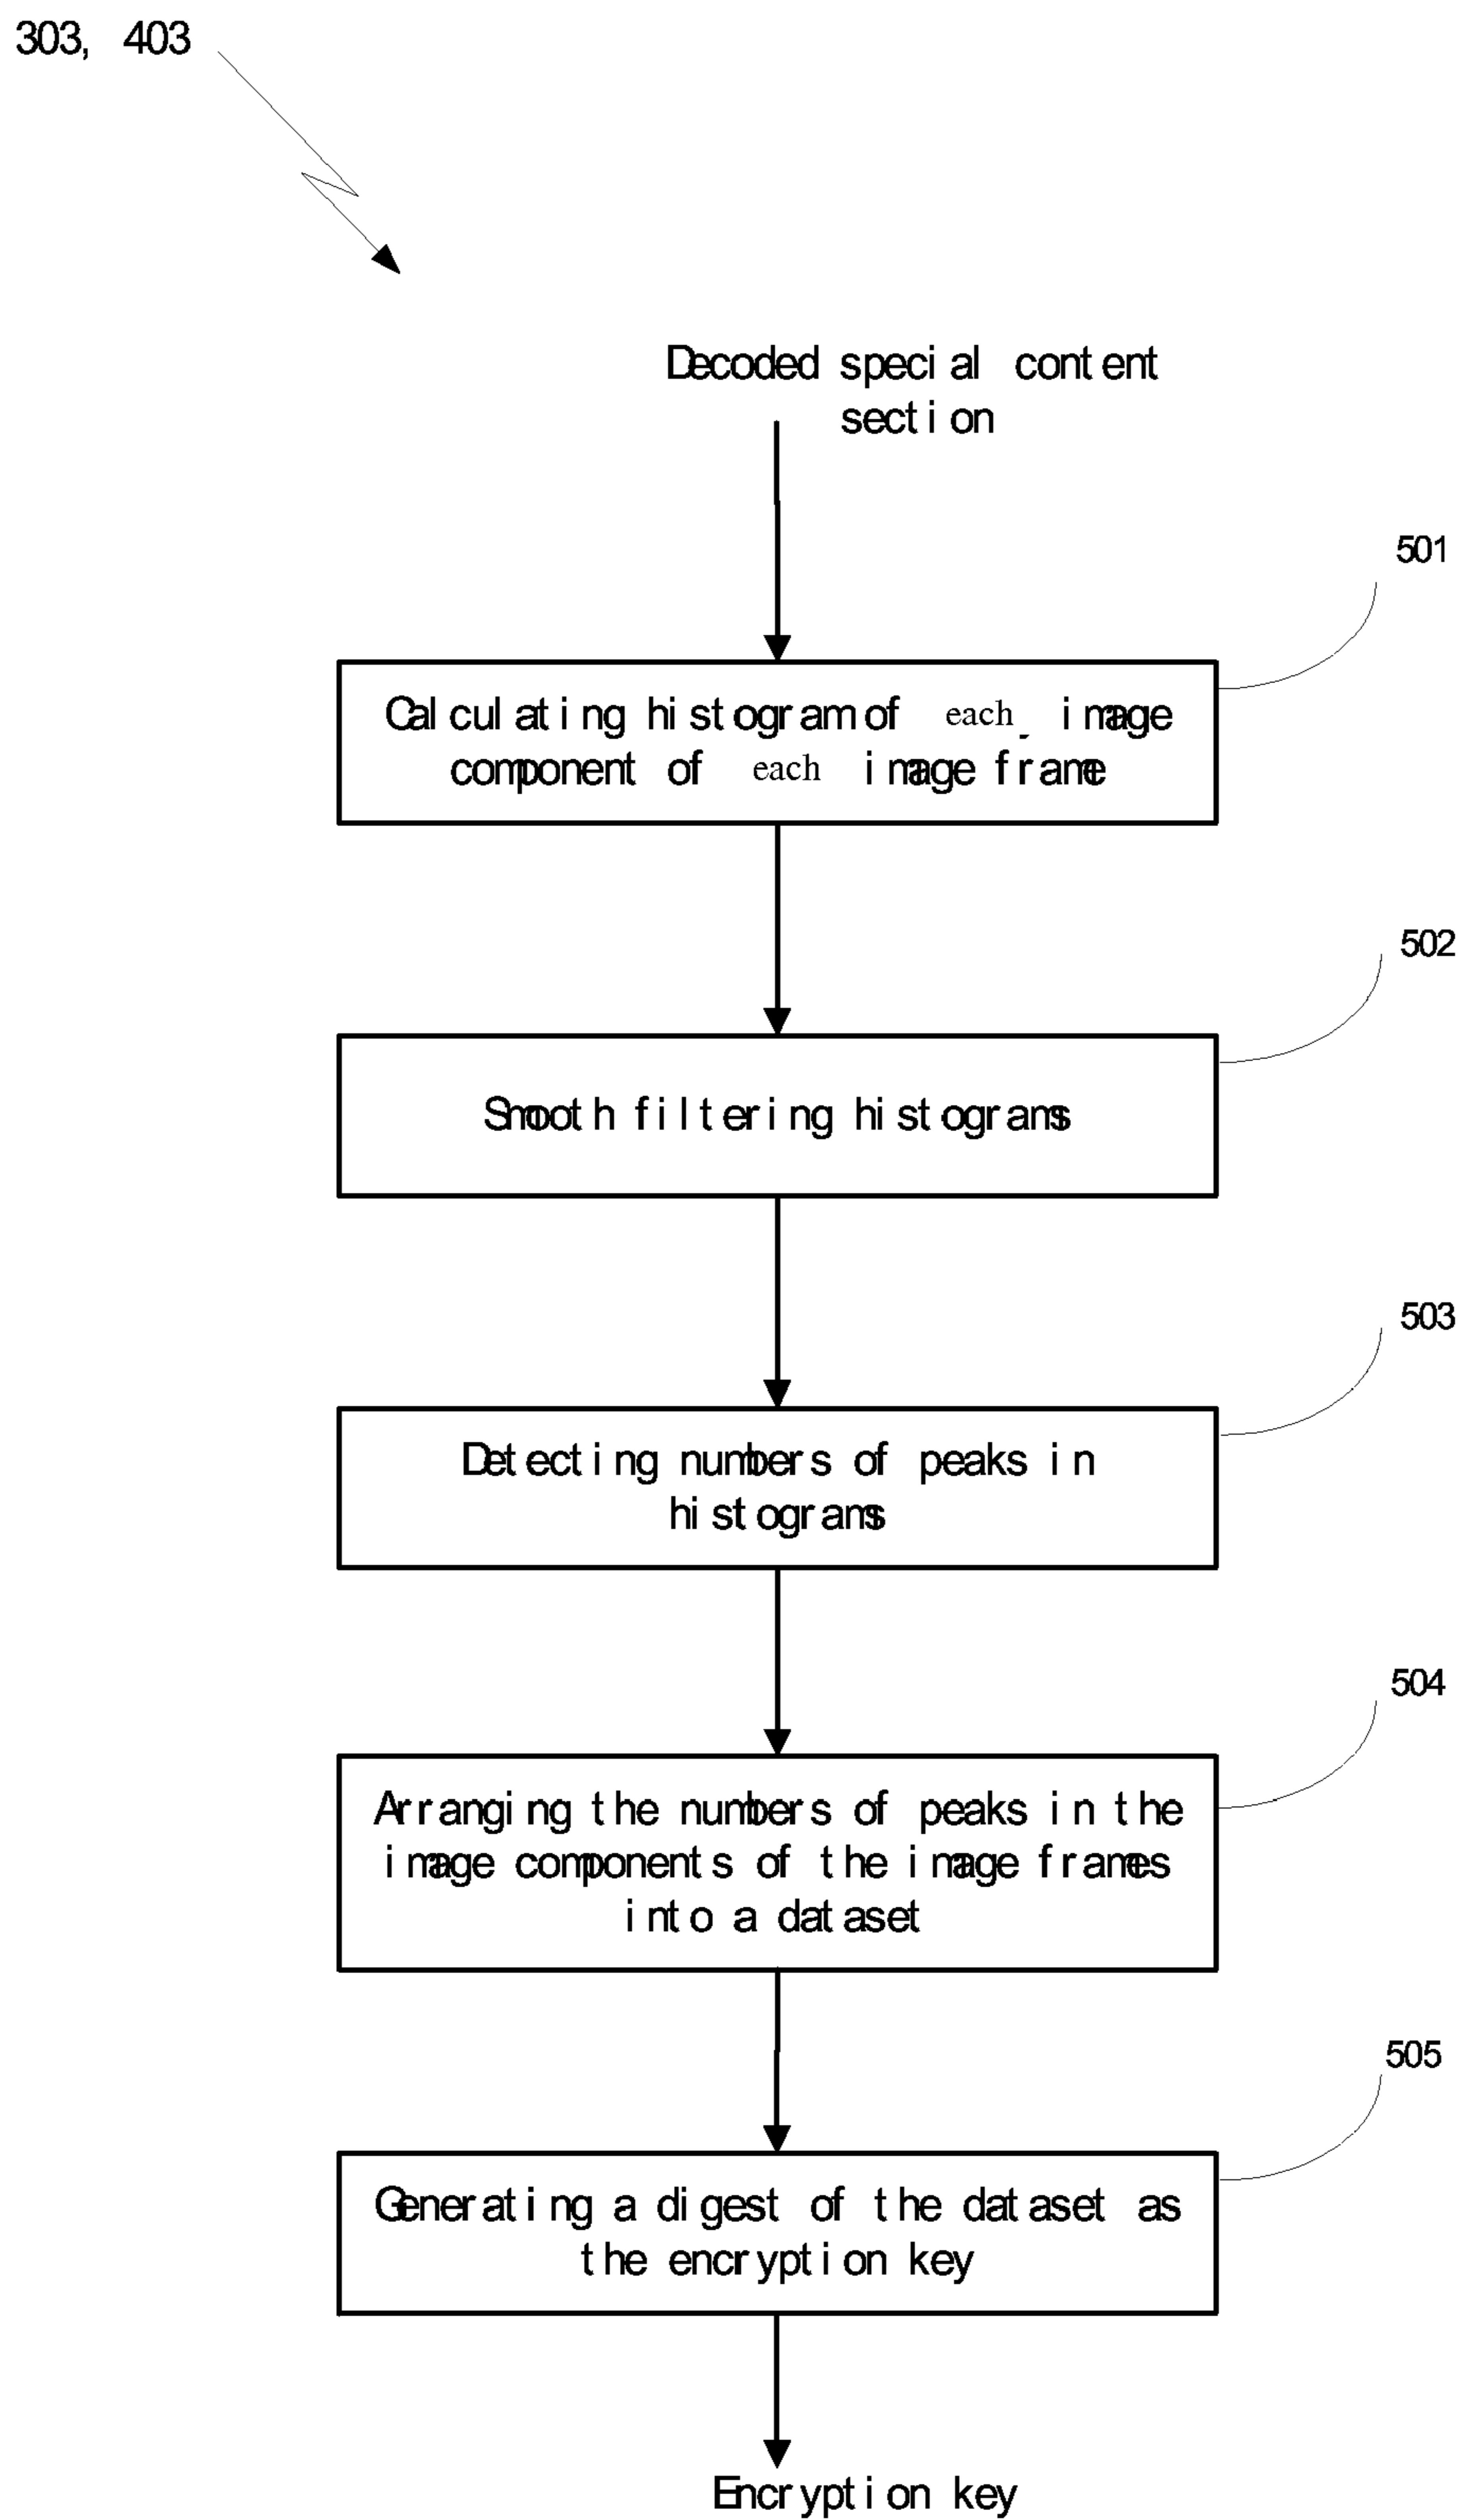 303, 403
Decoded special content
section
501
Calculating histogram of each image
component of each image frame
502
Smooth filtering histograms
503
Detecting numbers of peaks in
histograms
504
Arranging the numbers of peaks in the
image components of the image frames
into a dataset
505
Generating a digest of the dataset as
the encryption key
Encryption key